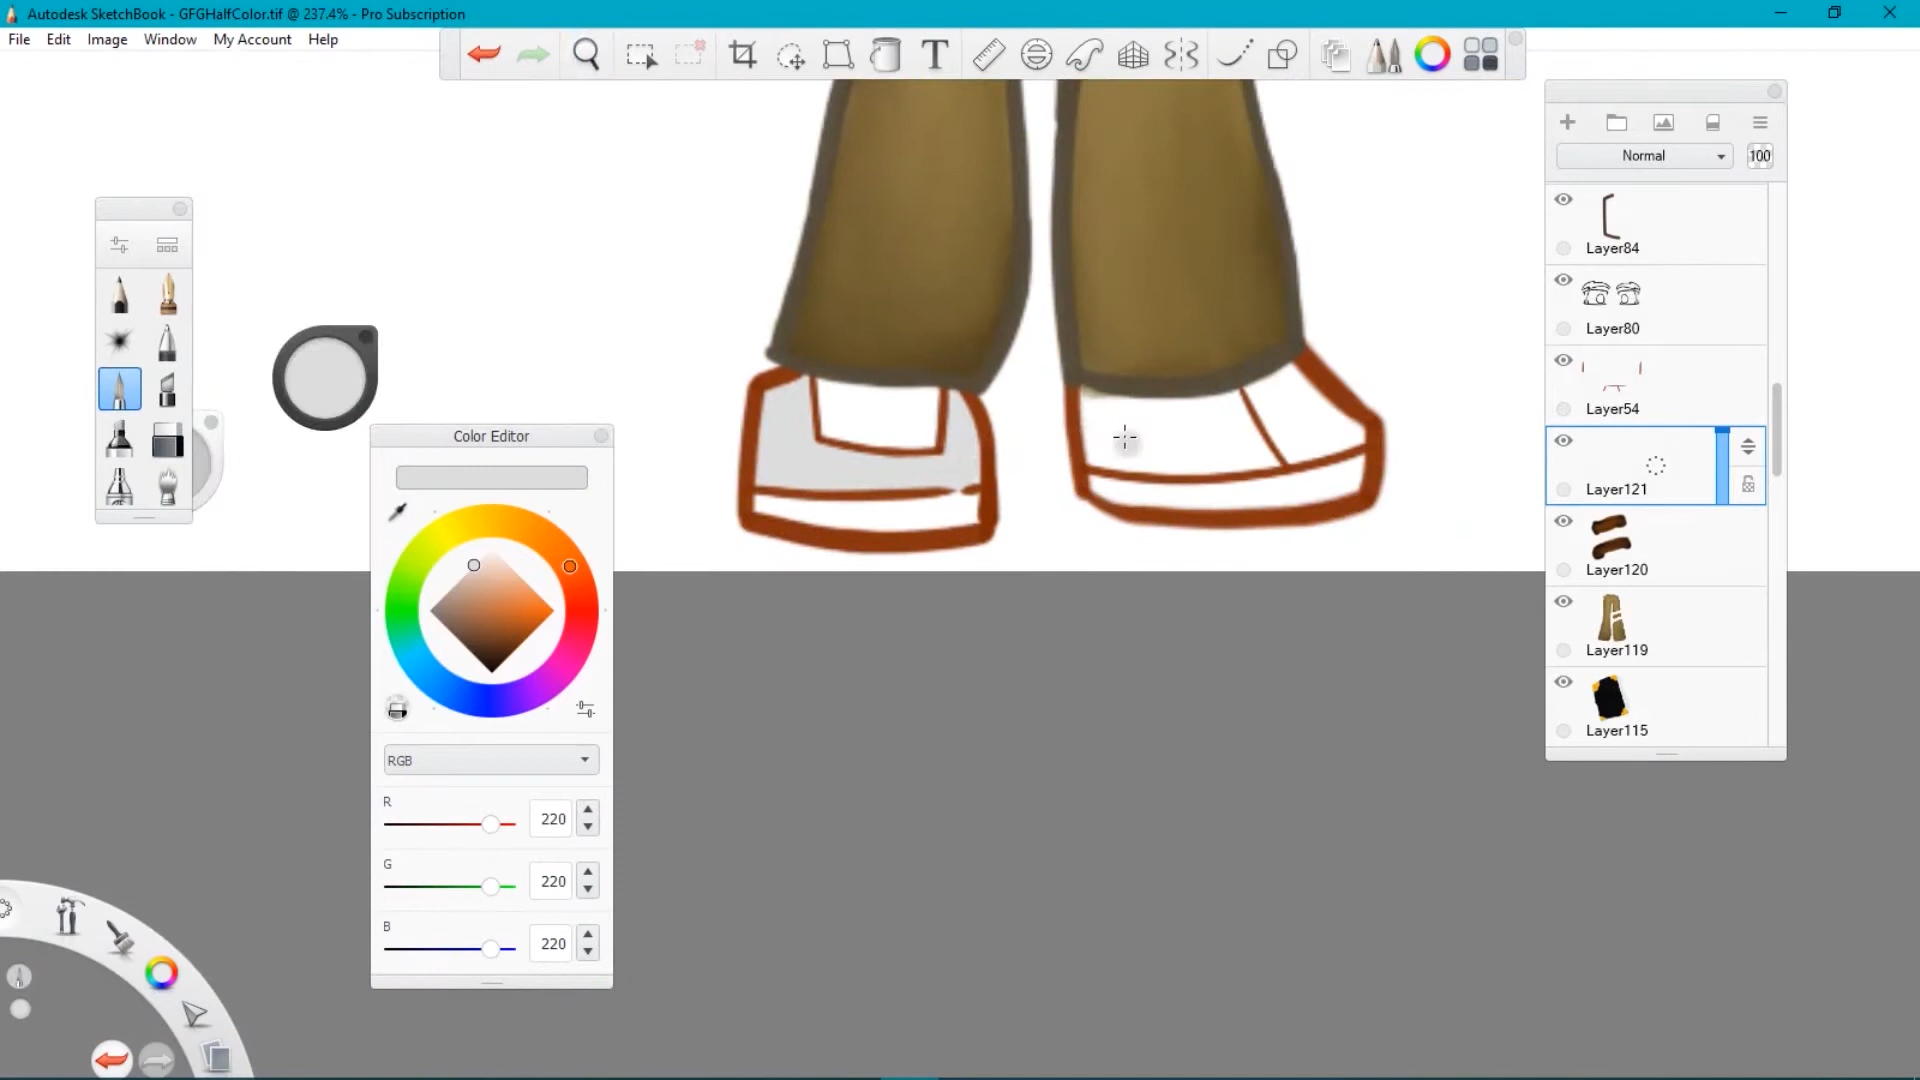 Autodesk SketchBook - GFGHalfColor.tif @ 237.4% - Pro Subscription
File Edit Image Window My Account Help
T
Normal 100
Layer84
Layer80
Layer54
Layer121
Layer120
Layer119
Layer115
Color Editor
RGB
R
220
G
220
B
220